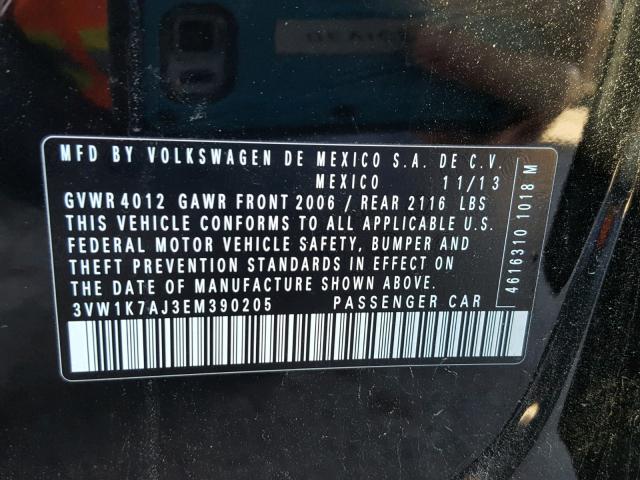 MFD BY VOLKSWAGEN DE MEXICO S.A. DE C.V.
MEXICO 11/13
GVWR 4012 GAWR FRONT 2006 / REAR 2116 LBS
THIS VEHICLE CONFORMS TO ALL APPLICABLE U.S.
FEDERAL MOTOR VEHICLE SAFETY, BUMPER AND
THEFT PREVENTION STANDARDS IN EFFECT ON
THE DATE OF MANUFACTURE SHOWN ABOVE.
3VW1K7AJ3EM390205 PASSENGER CAR
4616310 1018 M